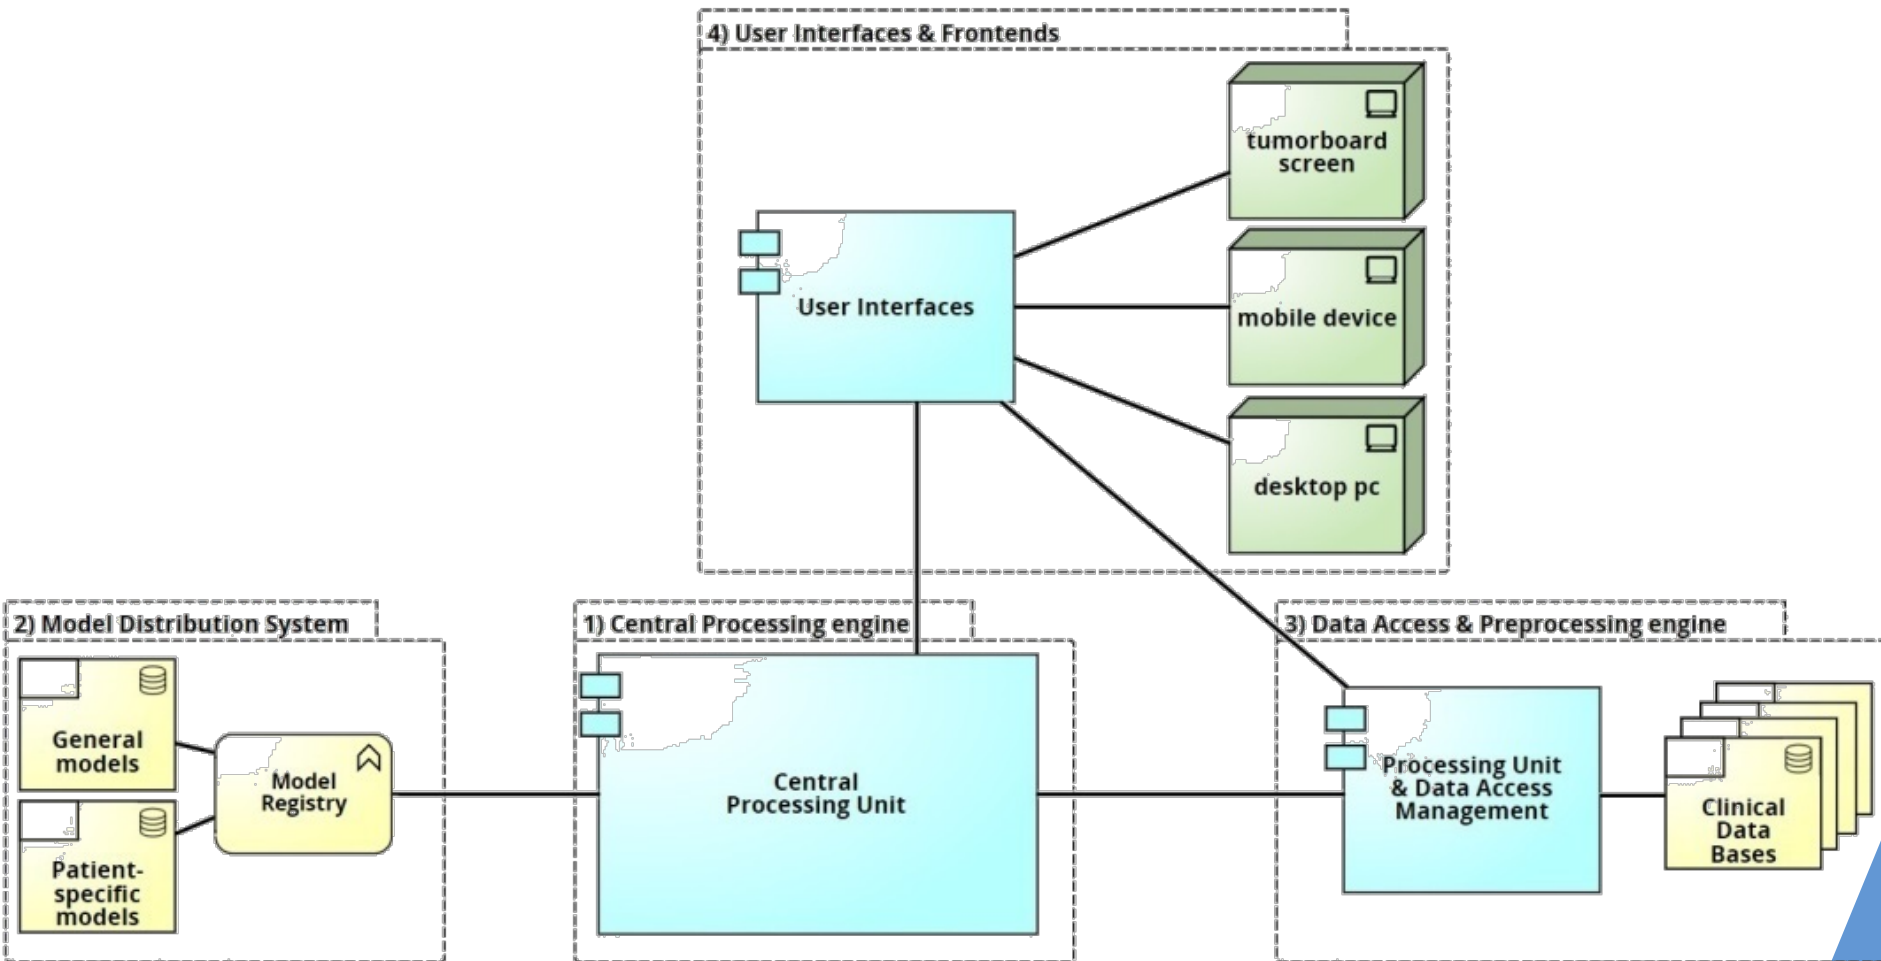 4) User Interfaces & Frontends
tumorboard
screen
User Interfaces
mobile device
desktop pc
2) Model Distribution System
General
models
Model
Registry
Patient-
specific
models
1) Central Processing engine
Central
Processing Unit
3) Data Access & Preprocessing engine
Processing Unit
& Data Access
Management
Clinical
Data
Bases